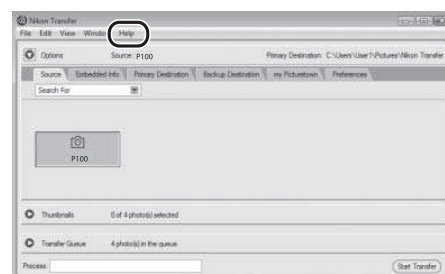 Nikon Transfer
File Edit View Window Help
Options Source: P100 Primary Destination: C:\Users\User1\Pictures\Nikon Transfer
Source Embedded Info Primary Destination Backup Destination my Picturetown Preferences
Search For
P100
Thumbnails 0 of 4 photo(s) selected
Transfer Queue 4 photo(s) in the queue
Process: Start Transfer